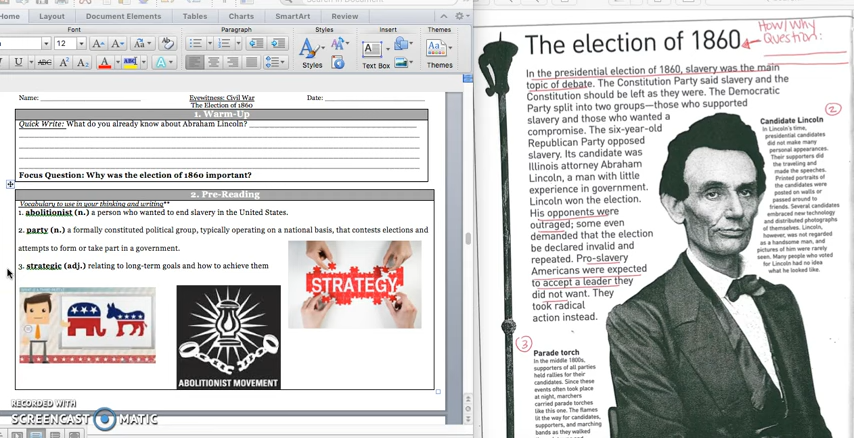 Home Layout Document Elements Tables Charts SmartArt Review
Font Paragraph Styles Insert Themes
12
Styles Text Box Themes
Name: Eyewitness: Civil War Date:
The Election of 1860
1. Warm-Up
Quick Write: What do you already know about Abraham Lincoln?
Focus Question: Why was the election of 1860 important?
2. Pre-Reading
Vocabulary to use in your thinking and writing**
1. abolitionist (n.) a person who wanted to end slavery in the United States.
2. party (n.) a formally constituted political group, typically operating on a national basis, that contests elections and
attempts to form or take part in a government.
3. strategic (adj.) relating to long-term goals and how to achieve them
STRATEGY
ABOLITIONIST MOVEMENT
RECORDED WITH
SCREENCAST MATIC
The election of 1860
How/Why
Question:
In the presidential election of 1860, slavery was the main
topic of debate. The Constitution Party said slavery and the
Constitution should be left as they were. The Democratic
Party split into two groups—those who supported
slavery and those who wanted a
compromise. The six-year-old
Republican Party opposed
slavery. Its candidate was
Illinois attorney Abraham
Lincoln, a man with little
experience in government.
Lincoln won the election.
His opponents were
outraged; some even
demanded that the election
be declared invalid and
repeated. Pro-slavery
Americans were expected
to accept a leader they
did not want. They
took radical
action instead.
2
Candidate Lincoln
In Lincoln's time,
presidential candidates
did not make many
personal appearances.
Their supporters did
the traveling and
made the speeches.
Printed portraits of
the candidates were
posted on walls or
passed around to
friends. Several candidates
embraced new technology
and distributed photographs
of themselves. Lincoln,
however, was not regarded
as a handsome man, and
pictures of him were rarely
seen. Many people who voted
for Lincoln had no idea
what he looked like.
3
Parade torch
In the middle 1800s,
supporters of all parties
held rallies for their
candidates. Since these
events often took place
at night, marchers
carried parade torches
like this one. The flames
lit the way for candidates,
supporters, and marching
bands as they walked